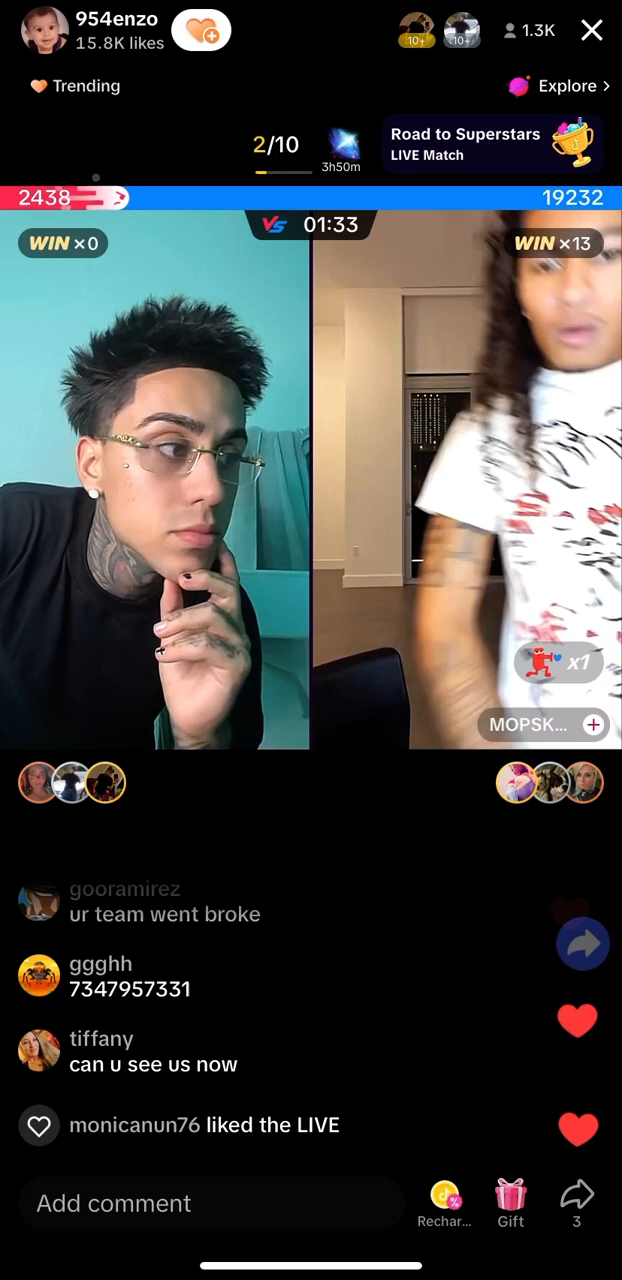 954enzo
15.8K likes
10+
10+
1.3K
Trending
Explore >
2/10
3h50m
Road to Superstars
LIVE Match
2438
19232
VS 01:33
WIN ×0
WIN ×13
x1
MOPSK...
gooramirez
ur team went broke
ggghh
7347957331
tiffany
can u see us now
monicanun76 liked the LIVE
Add comment
Rechar...
Gift
3